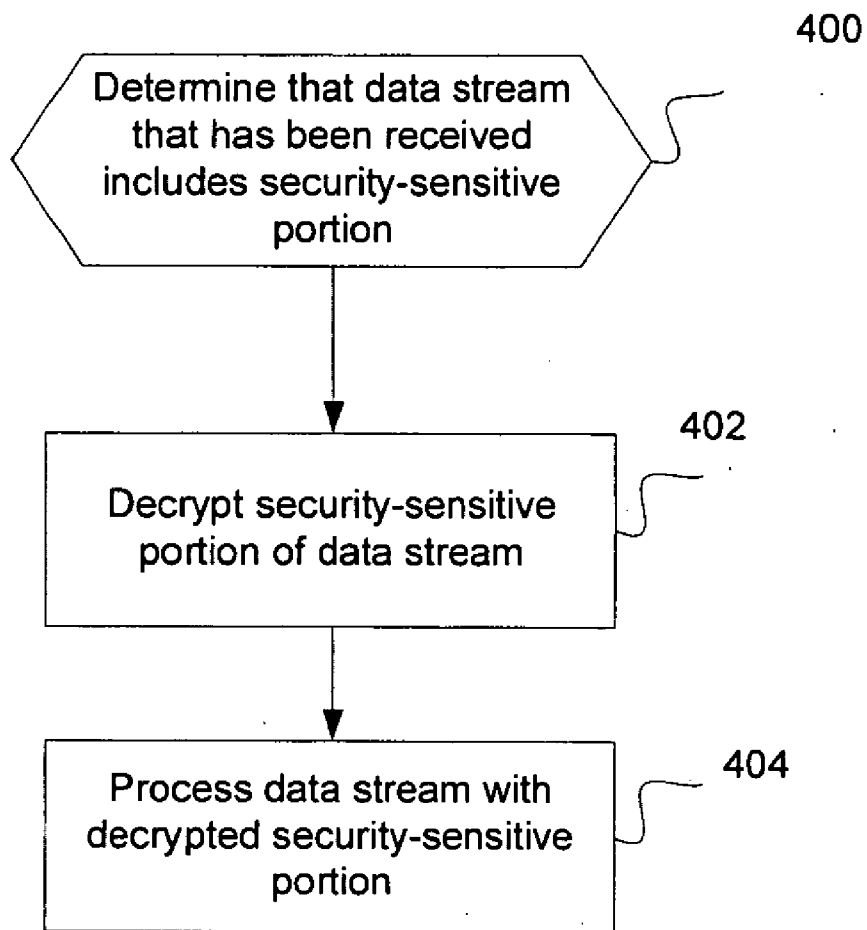 400
Determine that data stream
that has been received
includes security-sensitive
portion
402
Decrypt security-sensitive
portion of data stream
404
Process data stream with
decrypted security-sensitive
portion